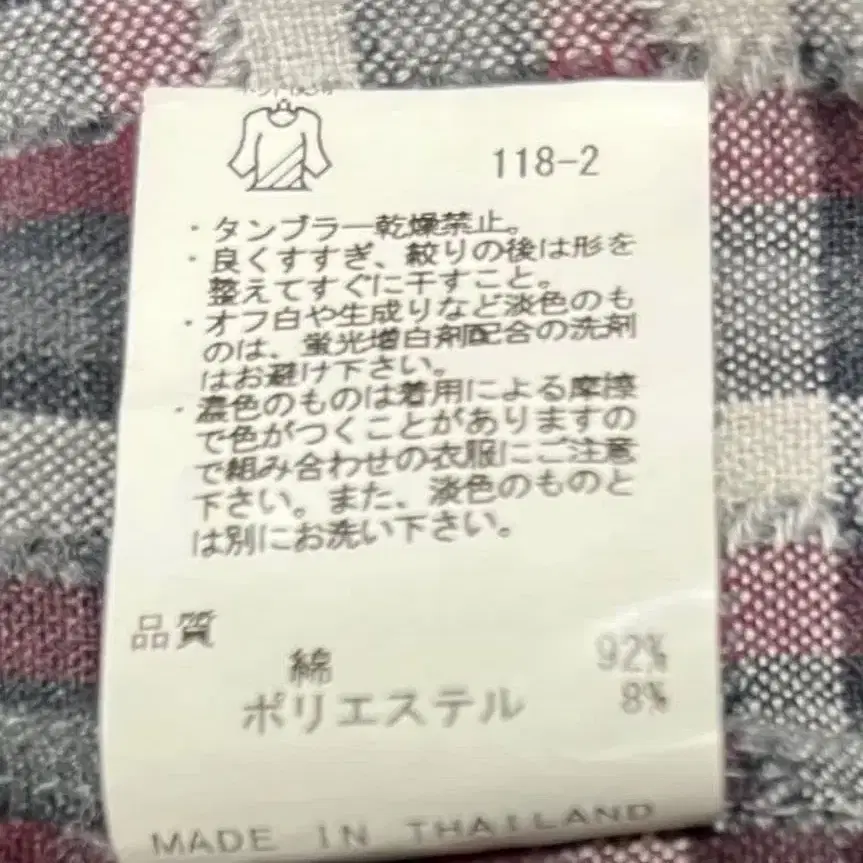 118-2
・タンブラー乾燥禁止。
・良くすすぎ、絞りの後は形を
整えてすぐに干すこと。
・オフ白や生成りなど淡色のも
のは、蛍光増白剤配合の洗剤
はお避け下さい。
・濃色のものは着用による摩擦
で色がつくことがありますの
で組み合わせの衣服にご注意
下さい。また、淡色のものと
は別にお洗い下さい。
品質
綿 92%
ポリエステル 8%
MADE IN THAILAND